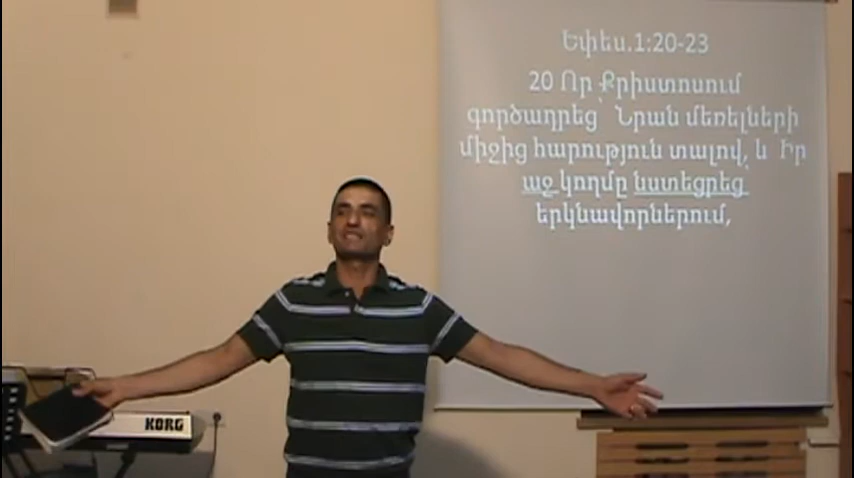 Եփես.1:20-23
20 Որ Քրիստոսում
գործադրեց՝ Նրան մեռելների
միջից հարություն տալով, և Իր
աջ կողմը նստեցրեց՝
երկնավորներում,
KORG